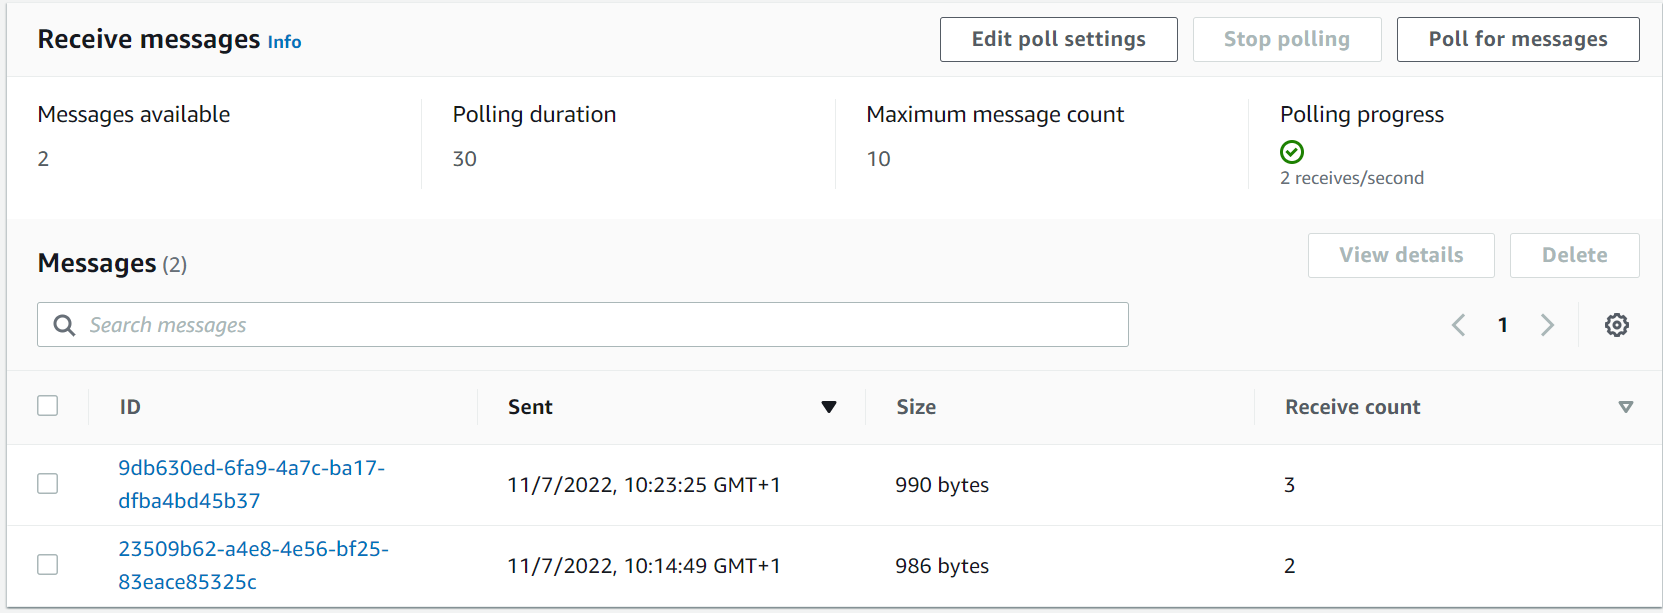 Receive messages Info
Edit poll settings
Stop polling
Poll for messages
Messages available
2
Polling duration
30
Maximum message count
10
Polling progress
2 receives/second
Messages (2)
View details
Delete
Search messages
1
ID
Sent
Size
Receive count
9db630ed-6fa9-4a7c-ba17-
dfba4bd45b37
11/7/2022, 10:23:25 GMT+1
990 bytes
3
23509b62-a4e8-4e56-bf25-
83eace85325c
11/7/2022, 10:14:49 GMT+1
986 bytes
2